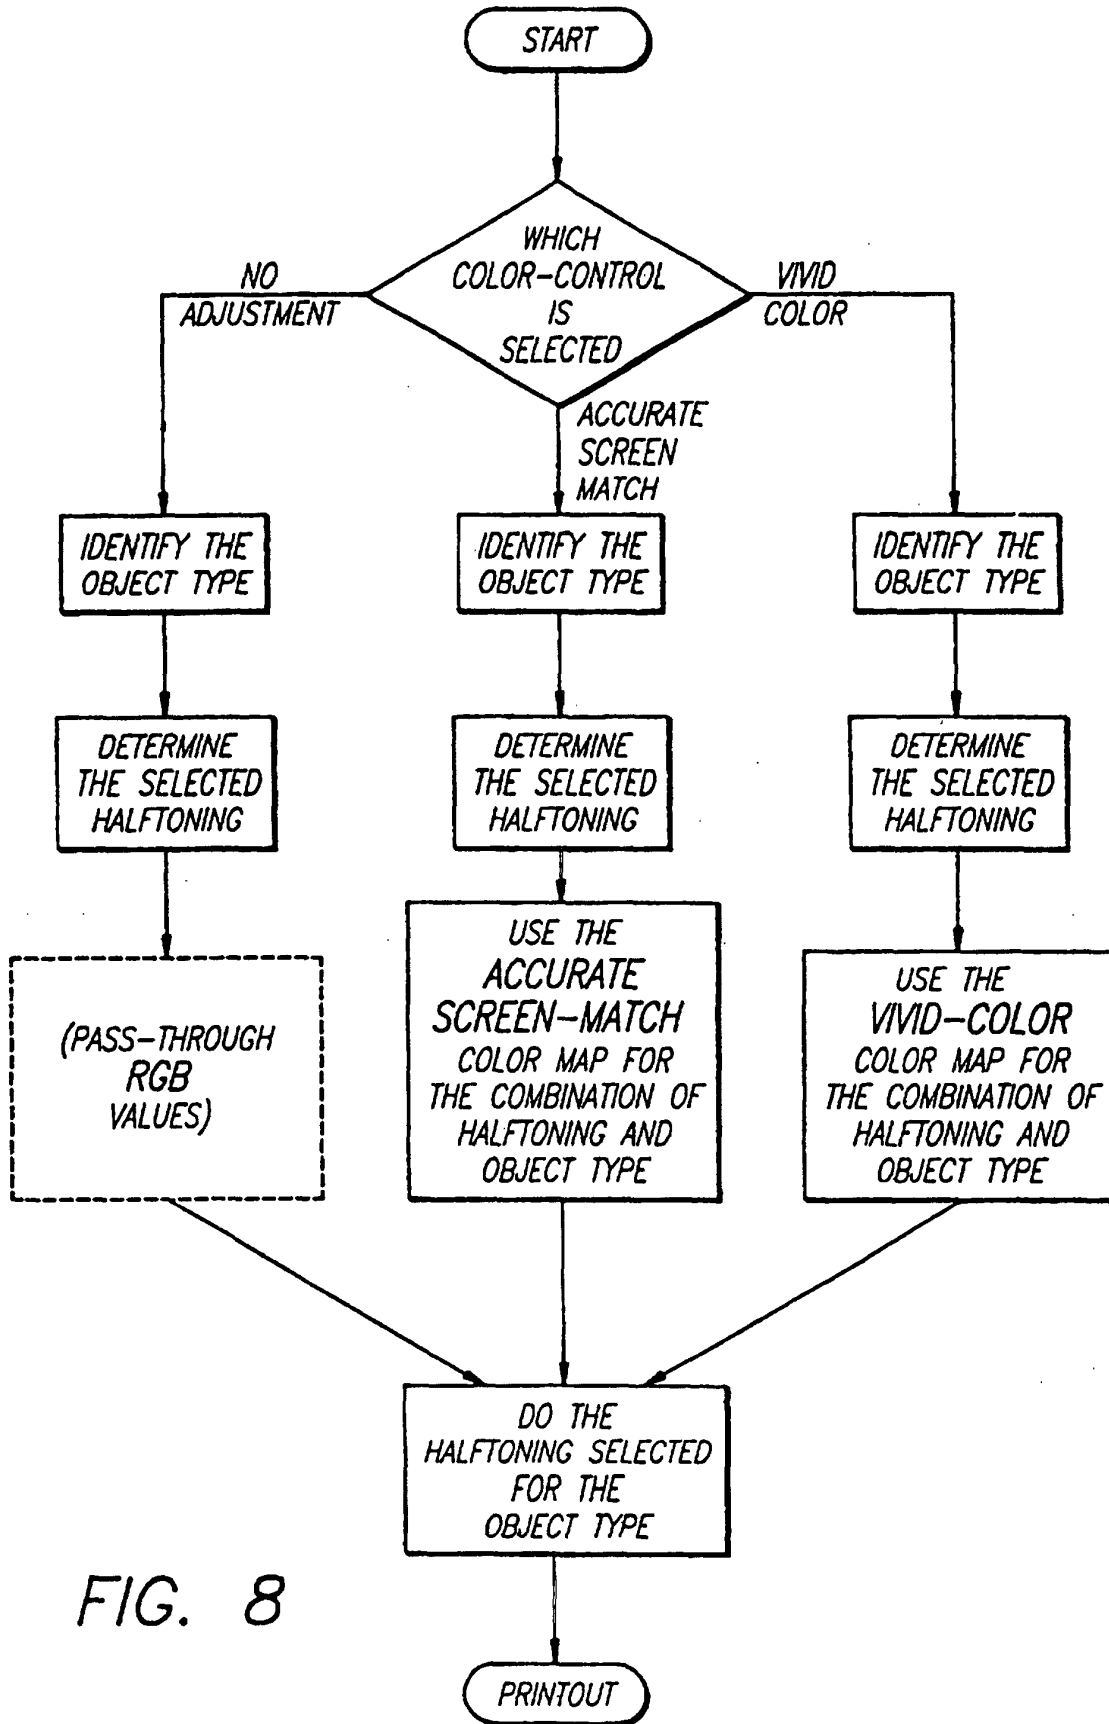 START
WHICH
COLOR-CONTROL
IS
SELECTED
NO
ADJUSTMENT
VIVID
COLOR
ACCURATE
SCREEN
MATCH
IDENTIFY THE
OBJECT TYPE
IDENTIFY THE
OBJECT TYPE
IDENTIFY THE
OBJECT TYPE
DETERMINE
THE SELECTED
HALFTONING
DETERMINE
THE SELECTED
HALFTONING
DETERMINE
THE SELECTED
HALFTONING
(PASS-THROUGH
RGB
VALUES)
USE THE
ACCURATE
SCREEN-MATCH
COLOR MAP FOR
THE COMBINATION OF
HALFTONING AND
OBJECT TYPE
USE THE
VIVID-COLOR
COLOR MAP FOR
THE COMBINATION OF
HALFTONING AND
OBJECT TYPE
DO THE
HALFTONING SELECTED
FOR THE
OBJECT TYPE
FIG. 8
PRINTOUT